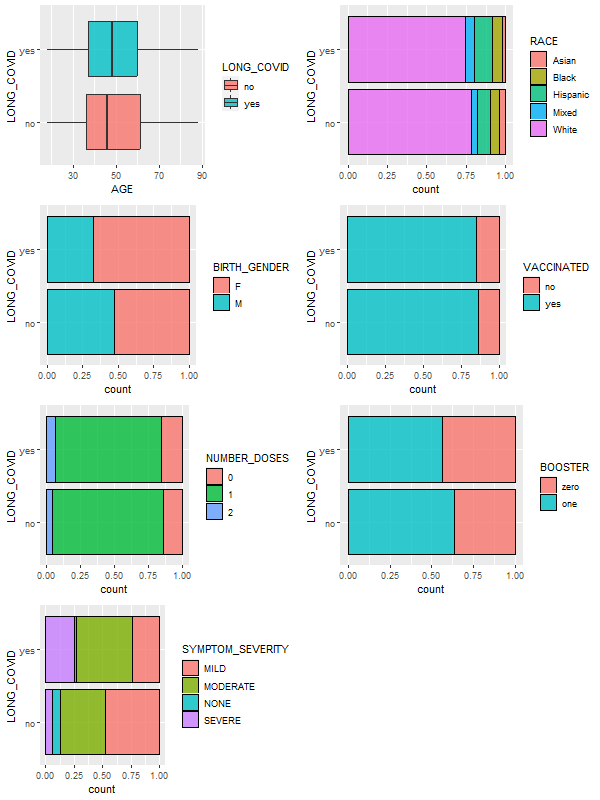 LONG_COVID
yes
no
30
50
70
90
AGE
LONG_COVID
no
yes
LONG_COVID
yes
no
0.00
0.25
0.50
0.75
1.00
count
RACE
Asian
Black
Hispanic
Mixed
White
LONG_COVID
yes
no
0.00
0.25
0.50
0.75
1.00
count
BIRTH_GENDER
F
M
LONG_COVID
yes
no
0.00
0.25
0.50
0.75
1.00
count
VACCINATED
no
yes
LONG_COVID
yes
no
0.00
0.25
0.50
0.75
1.00
count
NUMBER_DOSES
0
1
2
LONG_COVID
yes
no
0.00
0.25
0.50
0.75
1.00
count
BOOSTER
zero
one
LONG_COVID
yes
no
0.00
0.25
0.50
0.75
1.00
count
SYMPTOM_SEVERITY
MILD
MODERATE
NONE
SEVERE